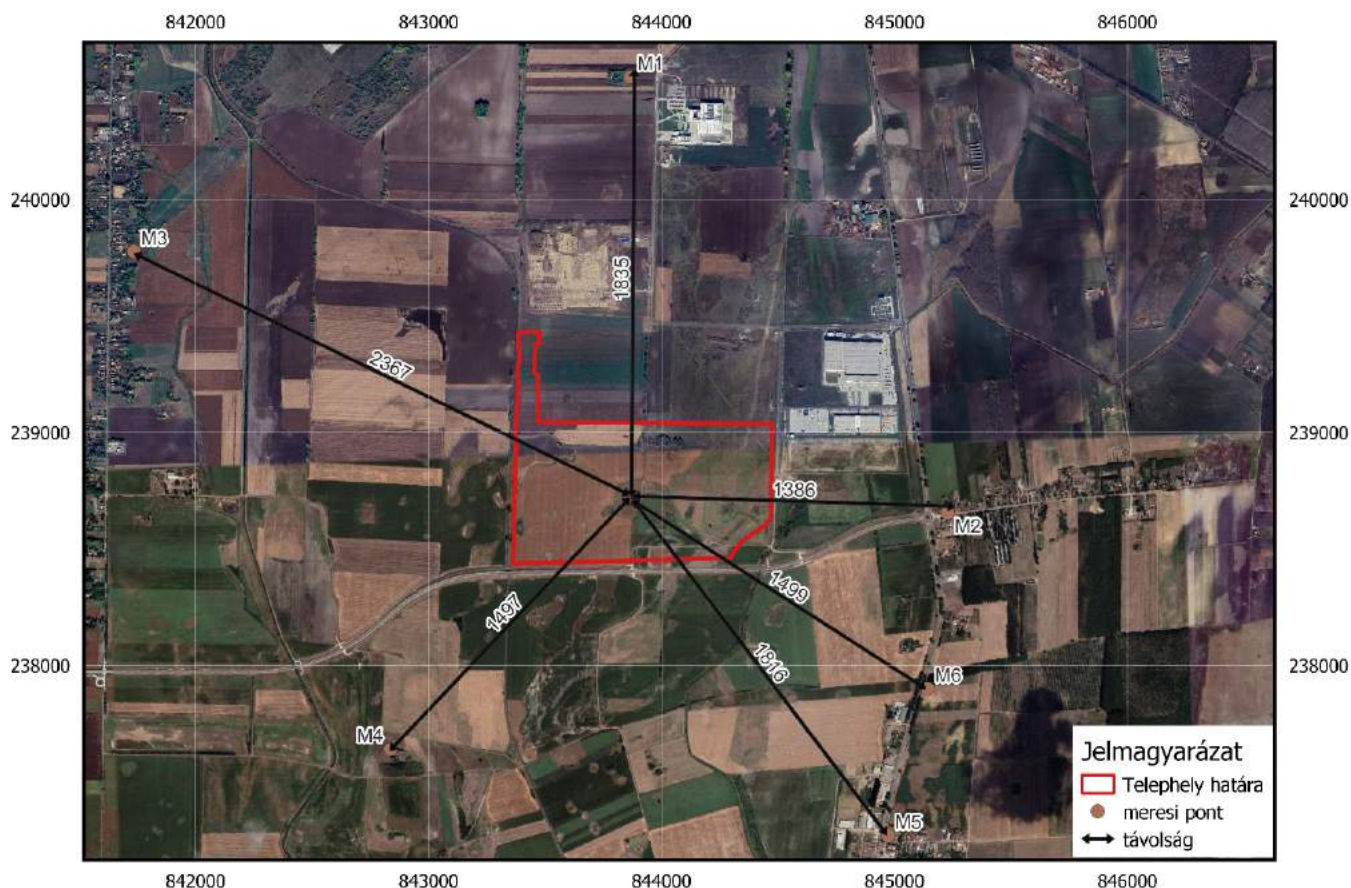 842000 843000 844000 845000 846000
M1
240000 240000
M3
1835
2367
239000 239000
1386
M2
1499
1497
1816
238000 238000
M6
M4
Jelmagyarázat
Telephely határa
M5
meresi pont
távolság
842000 843000 844000 845000 846000